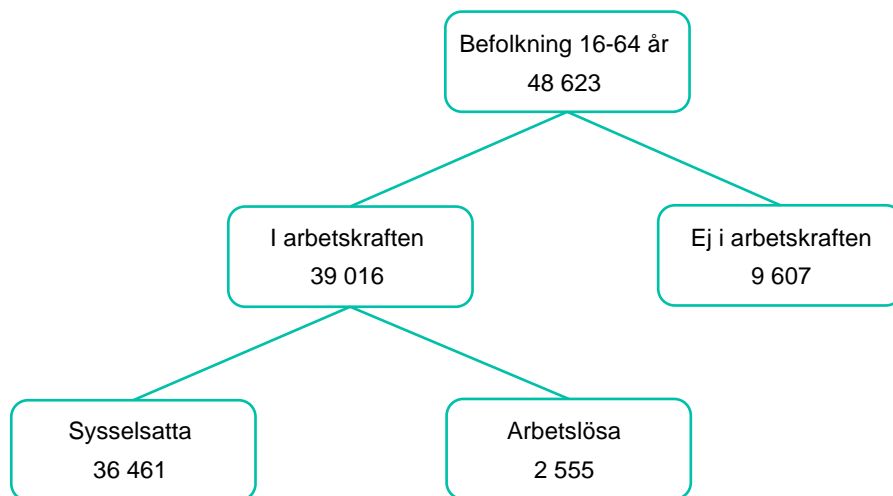 Befolkning 16-64 år
48 623
I arbetskraften
39 016
Ej i arbetskraften
9 607
Sysselsatta
36 461
Arbetslösa
2 555